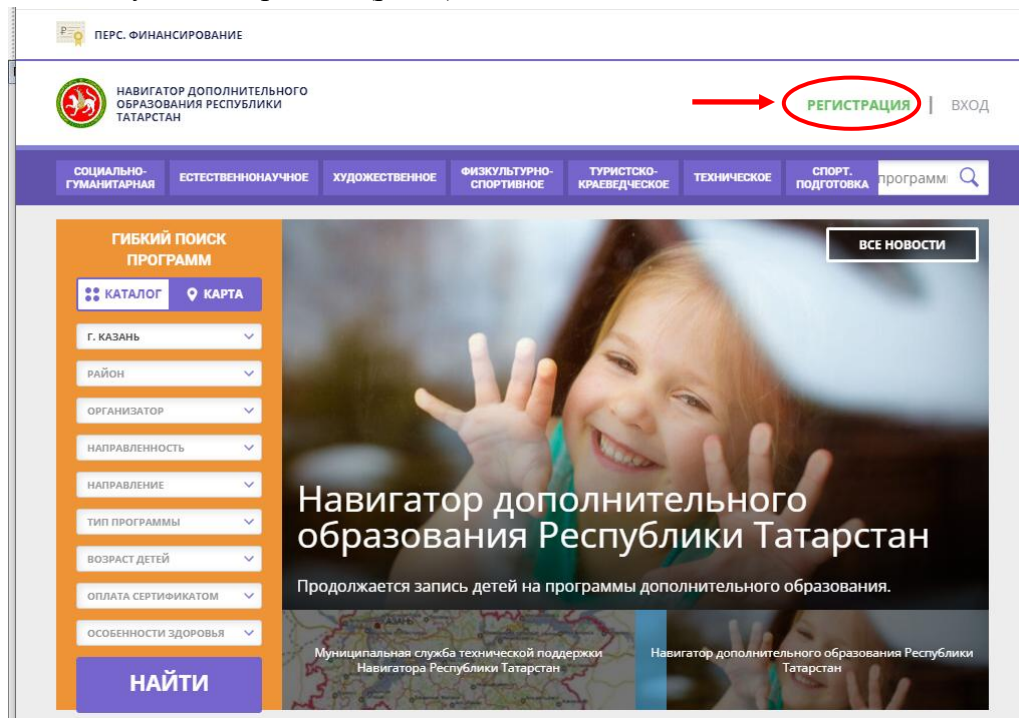 ПЕРС. ФИНАНСИРОВАНИЕ
НАВИГАТОР ДОПОЛНИТЕЛЬНОГО
ОБРАЗОВАНИЯ РЕСПУБЛИКИ
ТАТАРСТАН
РЕГИСТРАЦИЯ | ВХОД
СОЦИАЛЬНО-
ГУМАНИТАРНАЯ
ЕСТЕСТВЕННОНАУЧНОЕ
ХУДОЖЕСТВЕННОЕ
ФИЗКУЛЬТУРНО-
СПОРТИВНОЕ
ТУРИСТСКО-
КРАЕВЕДЧЕСКОЕ
ТЕХНИЧЕСКОЕ
СПОРТ.
ПОДГОТОВКА
программ
ГИБКИЙ ПОИСК
ПРОГРАММ
КАТАЛОГ
КАРТА
Г. КАЗАНЬ
РАЙОН
ОРГАНИЗАТОР
НАПРАВЛЕННОСТЬ
НАПРАВЛЕНИЕ
ТИП ПРОГРАММЫ
ВОЗРАСТ ДЕТЕЙ
ОПЛАТА СЕРТИФИКАТОМ
ОСОБЕННОСТИ ЗДОРОВЬЯ
НАЙТИ
ВСЕ НОВОСТИ
Навигатор дополнительного
образования Республики Татарстан
Продолжается запись детей на программы дополнительного образования.
Муниципальная служба технической поддержки
Навигатора Республики Татарстан
Навигатор дополнительного образования Республики
Татарстан